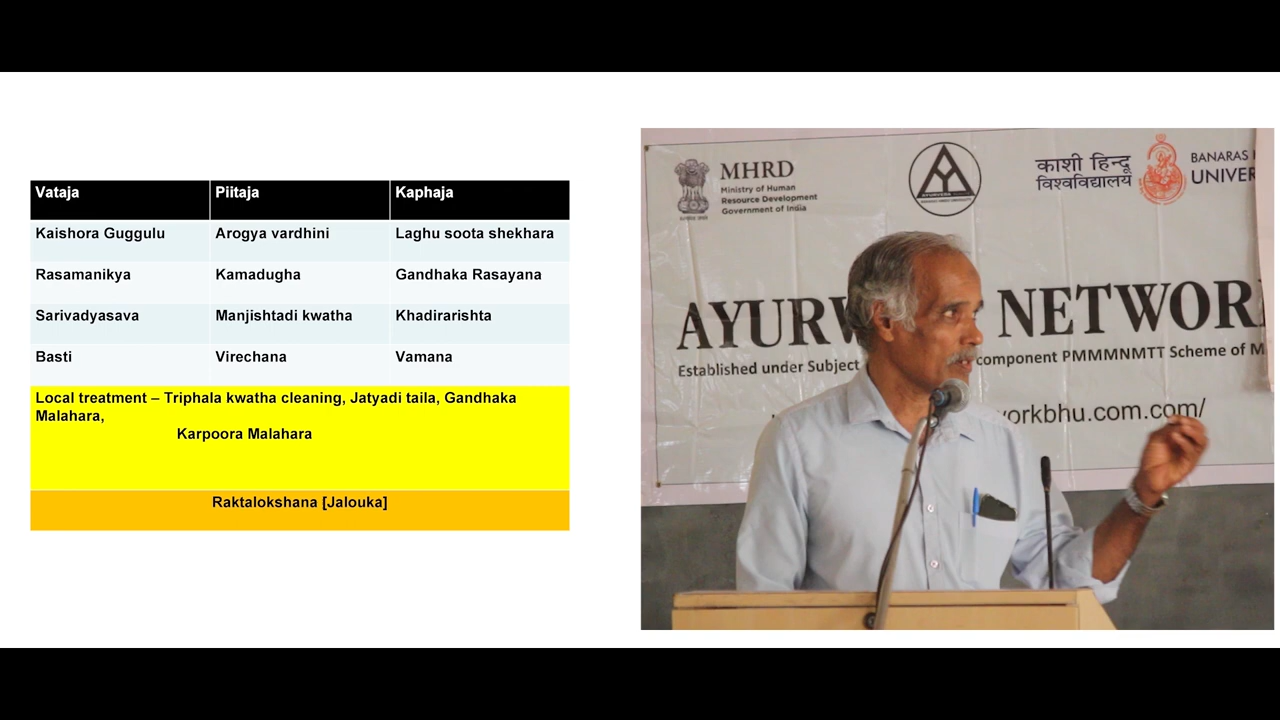 Vataja Piitaja Kaphaja
Kaishora Guggulu Arogya vardhini Laghu soota shekhara
Rasamanikya Kamadugha Gandhaka Rasayana
Sarivadyasava Manjishtadi kwatha Khadirarishta
Basti Virechana Vamana
Local treatment – Triphala kwatha cleaning, Jatyadi taila, Gandhaka
Malahara,
Karpoora Malahara
Raktalokshana [Jalouka]
MHRD
Ministry of Human
Resource Development
Government of India
AY
काशी हिन्दू
विश्वविद्यालय
BANARAS
UNIVER
AYURV NETWOR
Established under Subject component PMMMNMTT Scheme of M
workbhu.com.com/